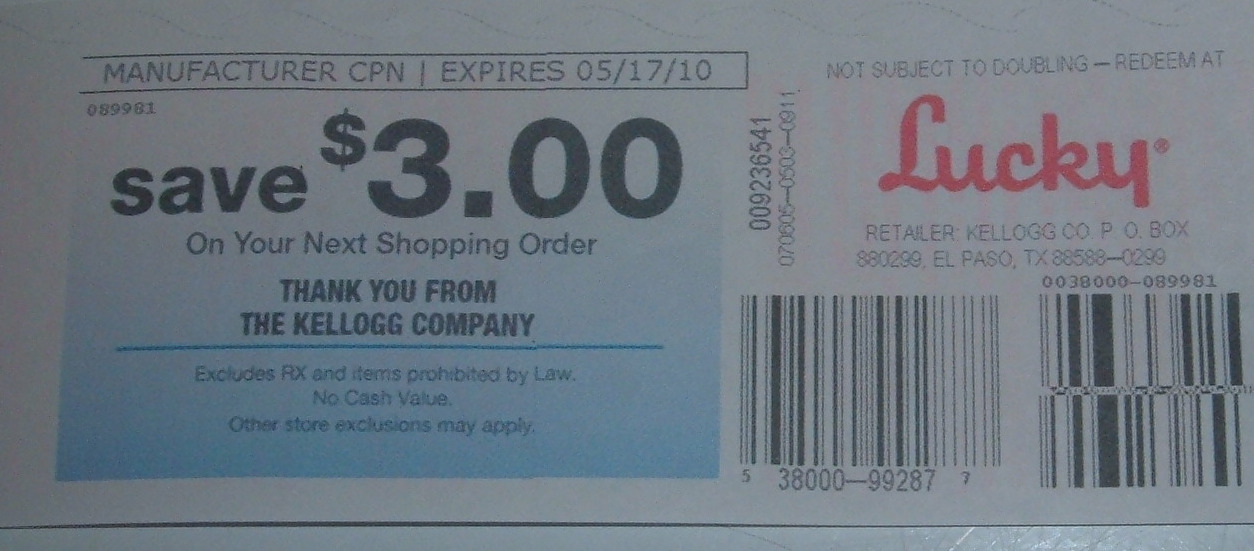 MANUFACTURER CPN | EXPIRES 05/17/10
089981
save $3.00
On Your Next Shopping Order
THANK YOU FROM
THE KELLOGG COMPANY
Excludes RX and items prohibited by Law.
No Cash Value.
Other store exclusions may apply.
009236541
070605-0503-0911
NOT SUBJECT TO DOUBLING — REDEEM AT
Lucky®
RETAILER: KELLOGG CO. P. O. BOX
880299, EL PASO, TX 88588-0299
0038000-089981
5 38000-99287 7